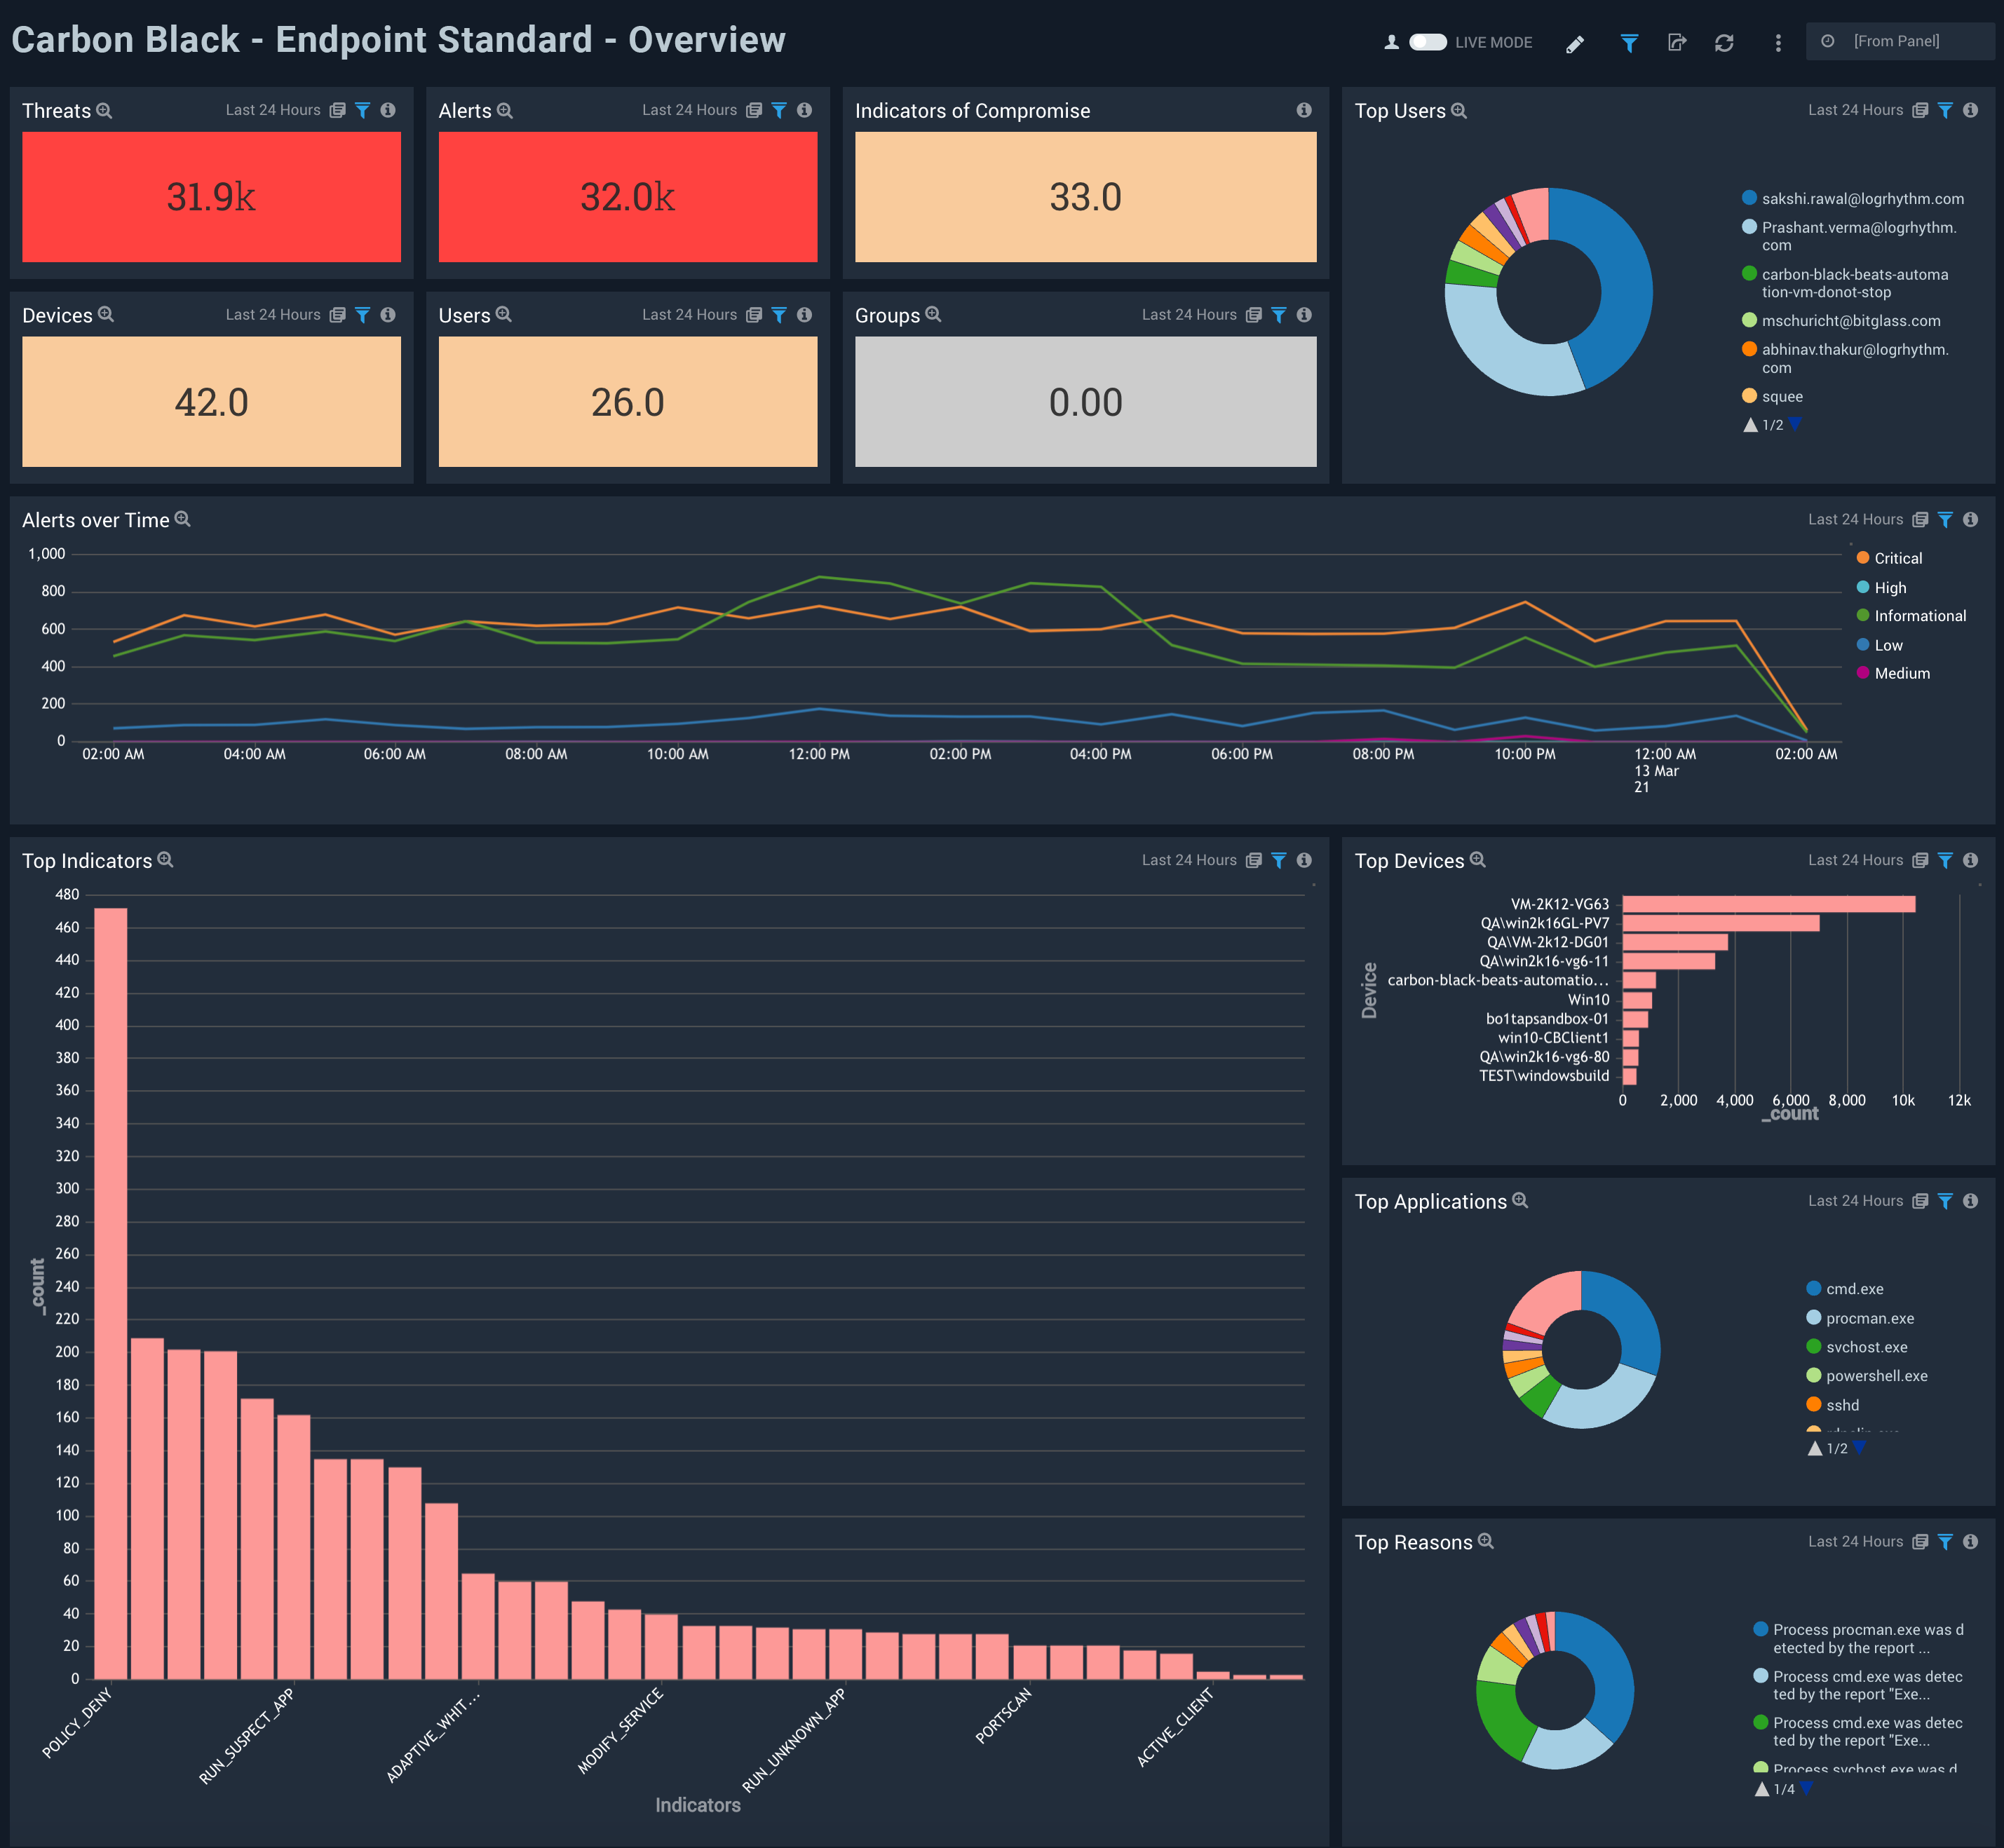 Carbon Black - Endpoint Standard - Overview
LIVE MODE
[From Panel]
Threats
Last 24 Hours
31.9k
Alerts
Last 24 Hours
32.0k
Indicators of Compromise
33.0
Top Users
Last 24 Hours
sakshi.rawal@logrhythm.com
Prashant.verma@logrhythm.
com
carbon-black-beats-automa
tion-vm-donot-stop
mschuricht@bitglass.com
abhinav.thakur@logrhythm.
com
squee
1/2
Devices
Last 24 Hours
42.0
Users
Last 24 Hours
26.0
Groups
Last 24 Hours
0.00
Alerts over Time
Last 24 Hours
1,000
800
600
400
200
0
02:00 AM
04:00 AM
06:00 AM
08:00 AM
10:00 AM
12:00 PM
02:00 PM
04:00 PM
06:00 PM
08:00 PM
10:00 PM
12:00 AM
13 Mar
21
02:00 AM
Critical
High
Informational
Low
Medium
Top Indicators
Last 24 Hours
480
460
440
420
400
380
360
340
320
300
280
260
240
220
200
180
160
140
120
100
80
60
40
20
0
_count
POLICY_DENY
RUN_SUSPECT_APP
ADAPTIVE_WHIT...
MODIFY_SERVICE
RUN_UNKNOWN_APP
PORTSCAN
ACTIVE_CLIENT
Indicators
Top Devices
Last 24 Hours
Device
VM-2K12-VG63
QA\win2k16GL-PV7
QA\VM-2k12-DG01
QA\win2k16-vg6-11
carbon-black-beats-automatio...
Win10
bo1tapsandbox-01
win10-CBClient1
QA\win2k16-vg6-80
TEST\windowsbuild
0
2,000
4,000
6,000
8,000
10k
12k
_count
Top Applications
Last 24 Hours
cmd.exe
procman.exe
svchost.exe
powershell.exe
sshd
1/2
Top Reasons
Last 24 Hours
Process procman.exe was d
etected by the report ...
Process cmd.exe was detec
ted by the report "Exe...
Process cmd.exe was detec
ted by the report "Exe...
Process svchost.exe was d
1/4